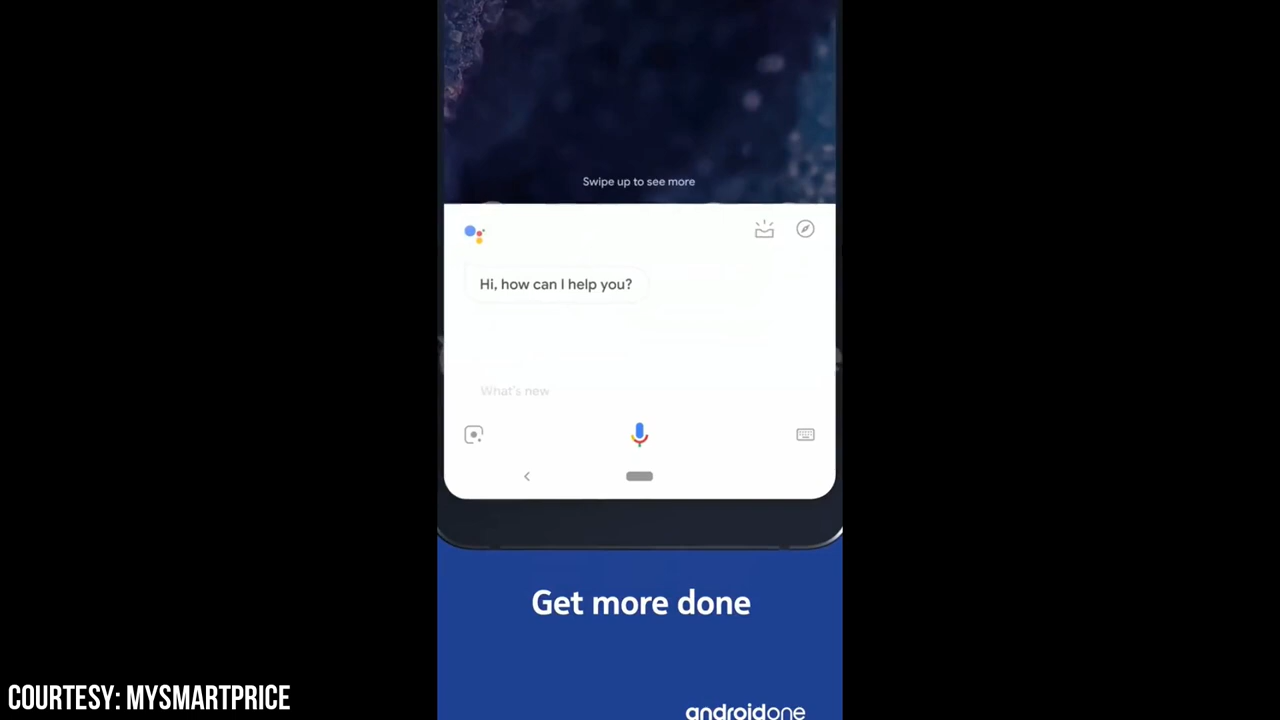 Swipe up to see more
Hi, how can I help you?
What's new
Get more done
androidone
COURTESY: MYSMARTPRICE